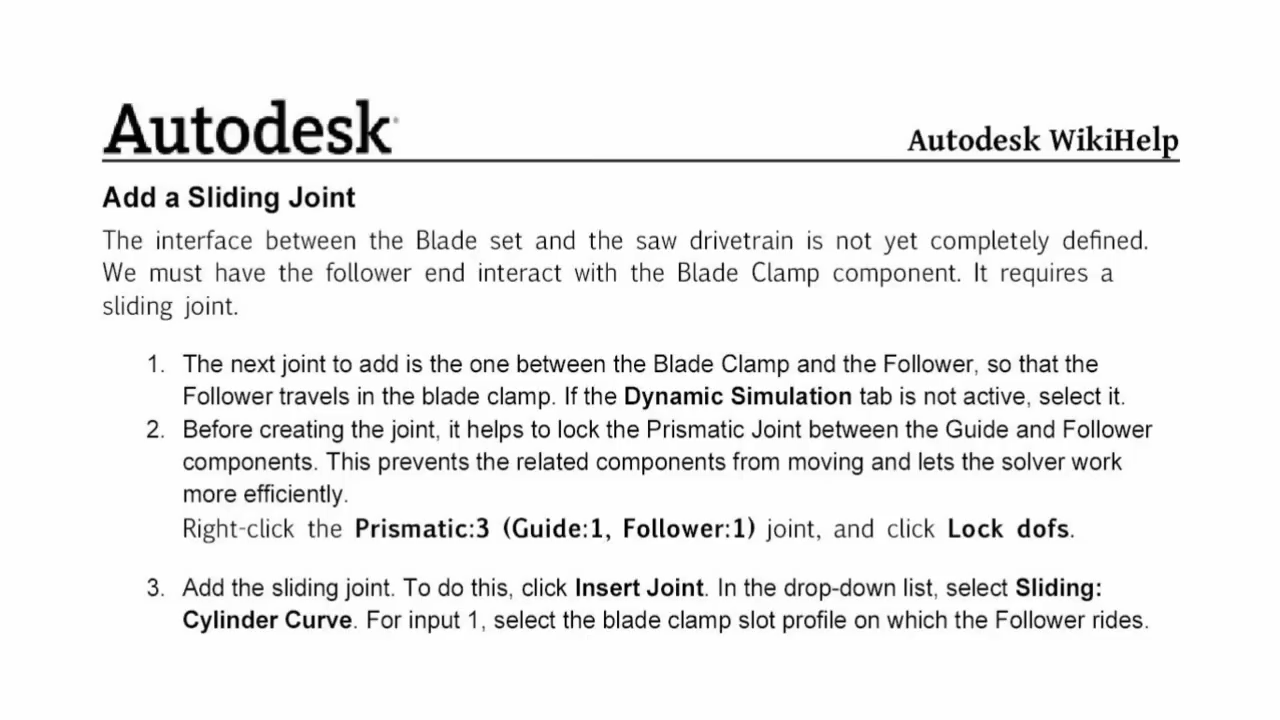 Autodesk
Autodesk WikiHelp
Add a Sliding Joint
The interface between the Blade set and the saw drivetrain is not yet completely defined.
We must have the follower end interact with the Blade Clamp component. It requires a
sliding joint.
1. The next joint to add is the one between the Blade Clamp and the Follower, so that the
Follower travels in the blade clamp. If the Dynamic Simulation tab is not active, select it.
2. Before creating the joint, it helps to lock the Prismatic Joint between the Guide and Follower
components. This prevents the related components from moving and lets the solver work
more efficiently.
Right-click the Prismatic:3 (Guide:1, Follower:1) joint, and click Lock dofs.
3. Add the sliding joint. To do this, click Insert Joint. In the drop-down list, select Sliding:
Cylinder Curve. For input 1, select the blade clamp slot profile on which the Follower rides.